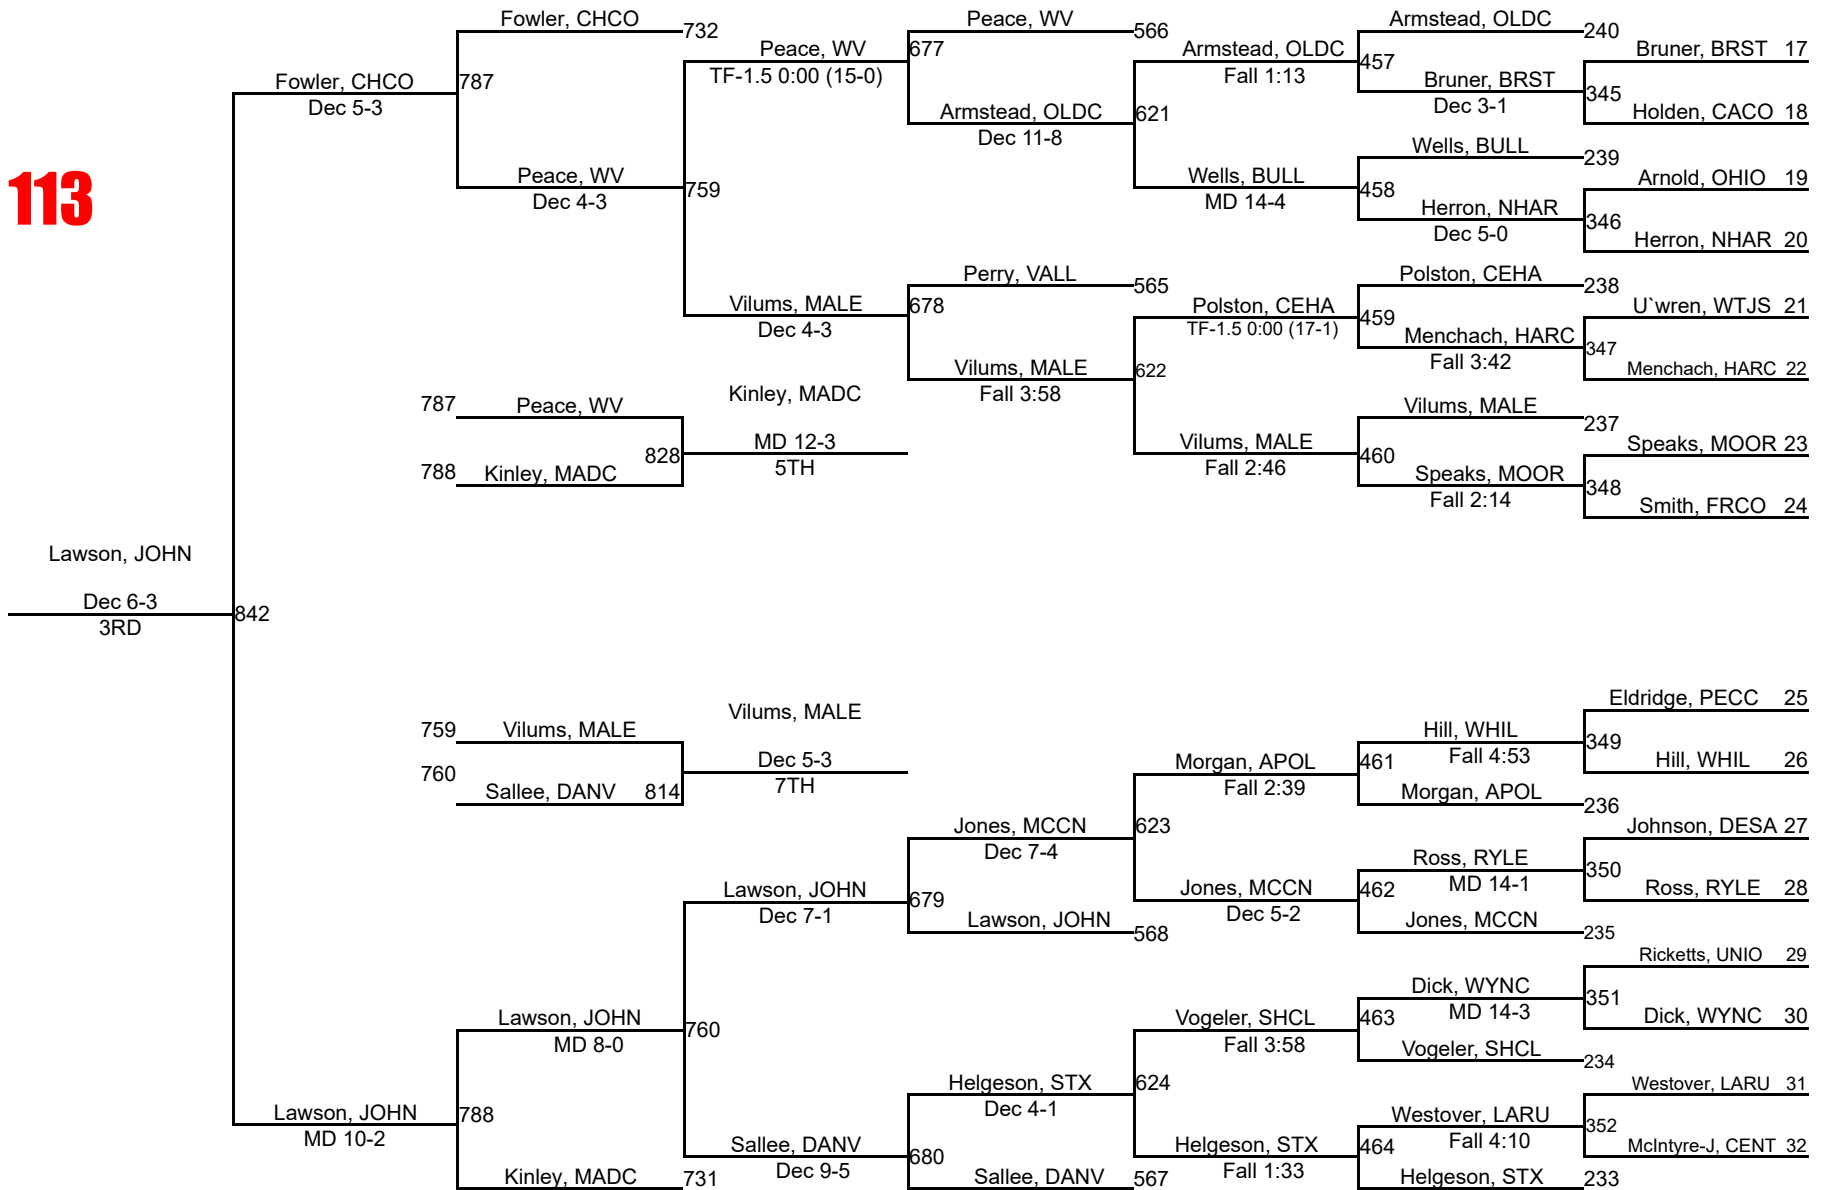 Fowler, CHCO
732
Peace, WV
566
Armstead, OLDC
240
Peace, WV
677
Armstead, OLDC
457
Bruner, BRST 17
TF-1.5 0:00 (15-0)
Fall 1:13
Fowler, CHCO
787
Bruner, BRST
345
Dec 5-3
Dec 3-1
Armstead, OLDC
621
Holden, CACO 18
Dec 11-8
Wells, BULL
239
113
Peace, WV
759
Wells, BULL
458
Arnold, OHIO 19
Dec 4-3
MD 14-4
Herron, NHAR
346
Dec 5-0
Herron, NHAR 20
Perry, VALL
565
Polston, CEHA
238
Vilums, MALE
678
Polston, CEHA
459
U`wren, WTJS 21
Dec 4-3
TF-1.5 0:00 (17-1)
Menchach, HARC
347
Fall 3:42
Vilums, MALE
622
Menchach, HARC 22
Fall 3:58
Kinley, MADC
787
Peace, WV
Vilums, MALE
237
828
MD 12-3
Vilums, MALE
460
Speaks, MOOR 23
5TH
Fall 2:46
788
Kinley, MADC
Speaks, MOOR
348
Fall 2:14
Smith, FRCO 24
Lawson, JOHN
Dec 6-3
842
3RD
Eldridge, PECC 25
Vilums, MALE
759
Vilums, MALE
Hill, WHIL
349
Fall 4:53
Dec 5-3
Morgan, APOL
461
Hill, WHIL 26
760
7TH
Fall 2:39
Sallee, DANV
814
Morgan, APOL
236
Jones, MCCN
623
Johnson, DESA 27
Dec 7-4
Ross, RYLE
350
MD 14-1
Lawson, JOHN
679
Jones, MCCN
462
Ross, RYLE 28
Dec 7-1
Dec 5-2
Lawson, JOHN
568
Jones, MCCN
235
Ricketts, UNIO 29
Dick, WYNC
351
MD 14-3
Lawson, JOHN
760
Vogeler, SHCL
463
Dick, WYNC 30
MD 8-0
Fall 3:58
Vogeler, SHCL
234
Helgeson, STX
624
Westover, LARU 31
Dec 4-1
Lawson, JOHN
788
Westover, LARU
352
MD 10-2
Fall 4:10
Sallee, DANV
680
Helgeson, STX
464
McIntyre-J, CENT 32
Dec 9-5
Fall 1:33
Kinley, MADC
731
Sallee, DANV
567
Helgeson, STX
233